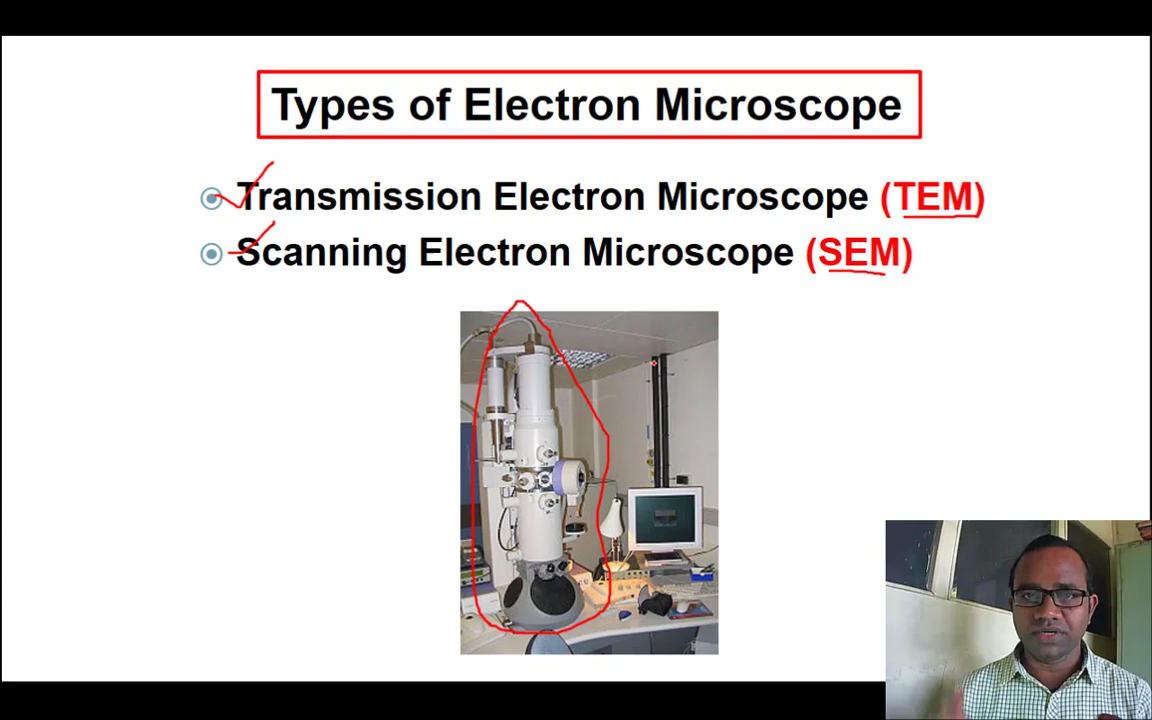 Types of Electron Microscope
Transmission Electron Microscope (TEM)
Scanning Electron Microscope (SEM)